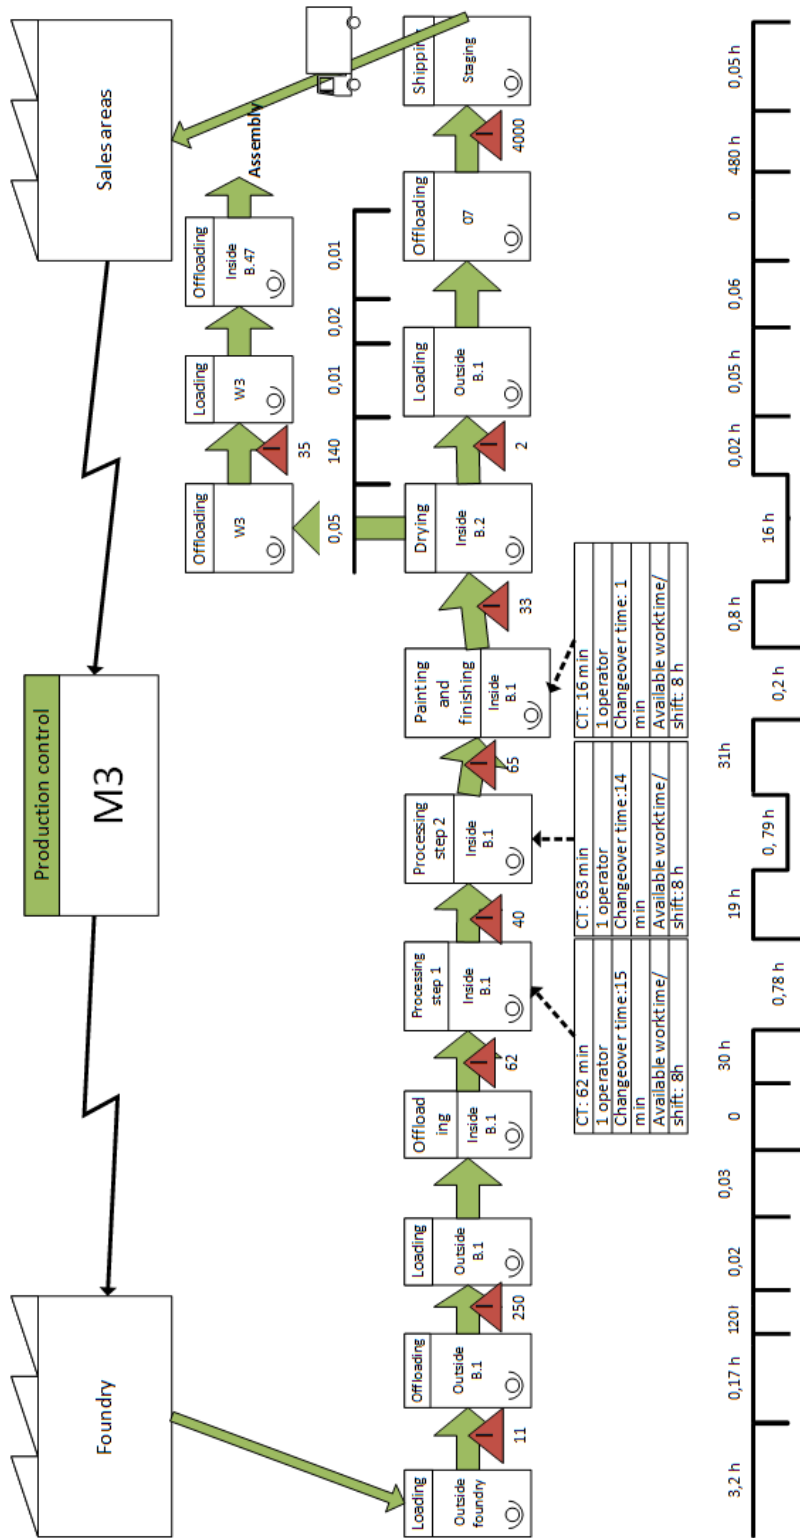 Foundry
Production control
M3
Sales areas
Offloading
W3
35
Loading
W3
Offloading
Inside
B.47
Assembly
0,05
140
0,01
0,02
0,01
Loading
Outside
foundry
11
Offloading
Outside
B.1
250
Loading
Outside
B.1
Offload
ing
Inside
B.1
62
Processing
step 1
Inside
B.1
40
Processing
step 2
Inside
B.1
65
Painting
and
finishing
Inside
B.1
33
Drying
Inside
B.2
2
Loading
Outside
B.1
Offloading
07
4000
Shipping
Staging
CT: 62 min
1 operator
Changeover time:15
min
Available worktime/
shift: 8h
CT: 63 min
1 operator
Changeover time:14
min
Available worktime/
shift:8 h
CT: 16 min
1 operator
Changeover time: 1
min
Available worktime/
shift: 8 h
3,2 h
0,17 h
0,02
0,03
0
30 h
0,78 h
19 h
0, 79 h
31h
0,2 h
0,8 h
16 h
0,02 h
0,05 h
0,06
0
480 h
0,05 h